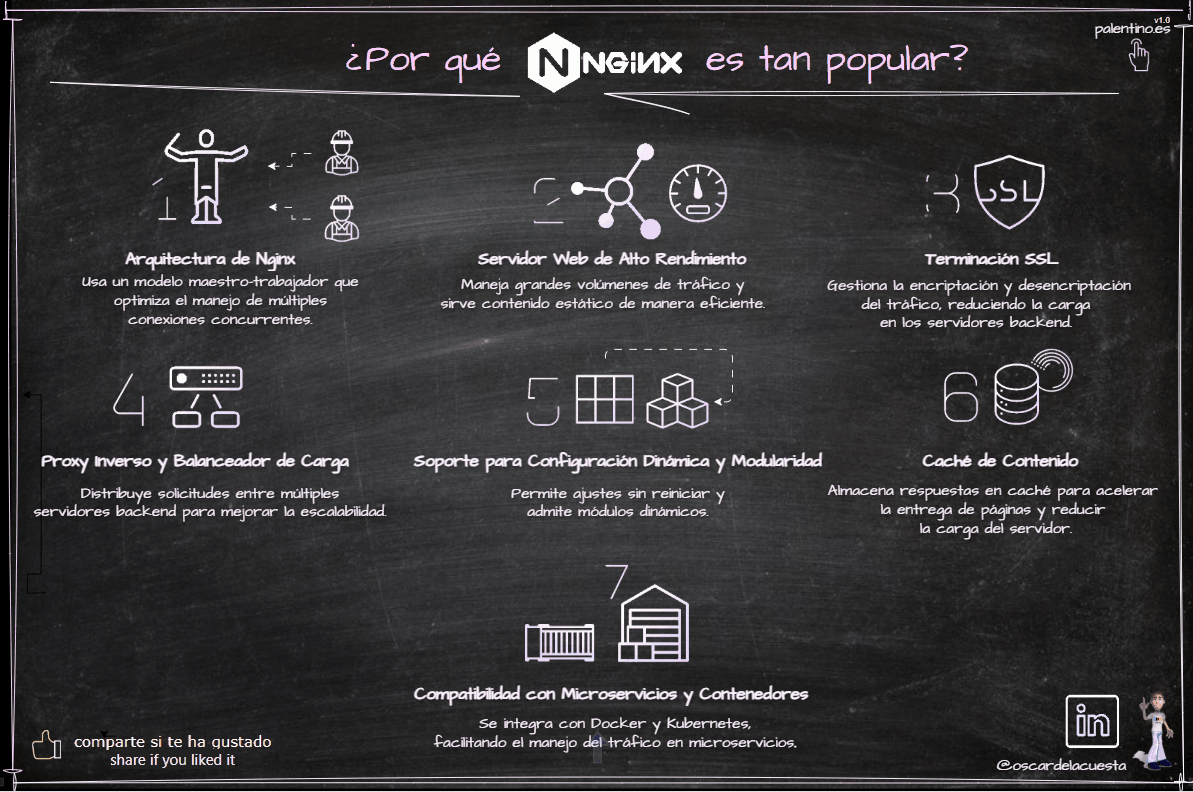 v1.0
palentino.es
¿Por qué N NGINX es tan popular?
1
Arquitectura de Nginx
Usa un modelo maestro-trabajador que
optimiza el manejo de múltiples
conexiones concurrentes.
2
Servidor Web de Alto Rendimiento
Maneja grandes volúmenes de tráfico y
sirve contenido estático de manera eficiente.
3
SSL
Terminación SSL
Gestiona la encriptación y desencriptación
del tráfico, reduciendo la carga
en los servidores backend.
4
Proxy Inverso y Balanceador de Carga
Distribuye solicitudes entre múltiples
servidores backend para mejorar la escalabilidad.
5
Soporte para Configuración Dinámica y Modularidad
Permite ajustes sin reiniciar y
admite módulos dinámicos.
6
Caché de Contenido
Almacena respuestas en caché para acelerar
la entrega de páginas y reducir
la carga del servidor.
7
Compatibilidad con Microservicios y Contenedores
Se integra con Docker y Kubernetes,
facilitando el manejo del tráfico en microservicios.
comparte si te ha gustado
share if you liked it
in
@oscardelacuesta